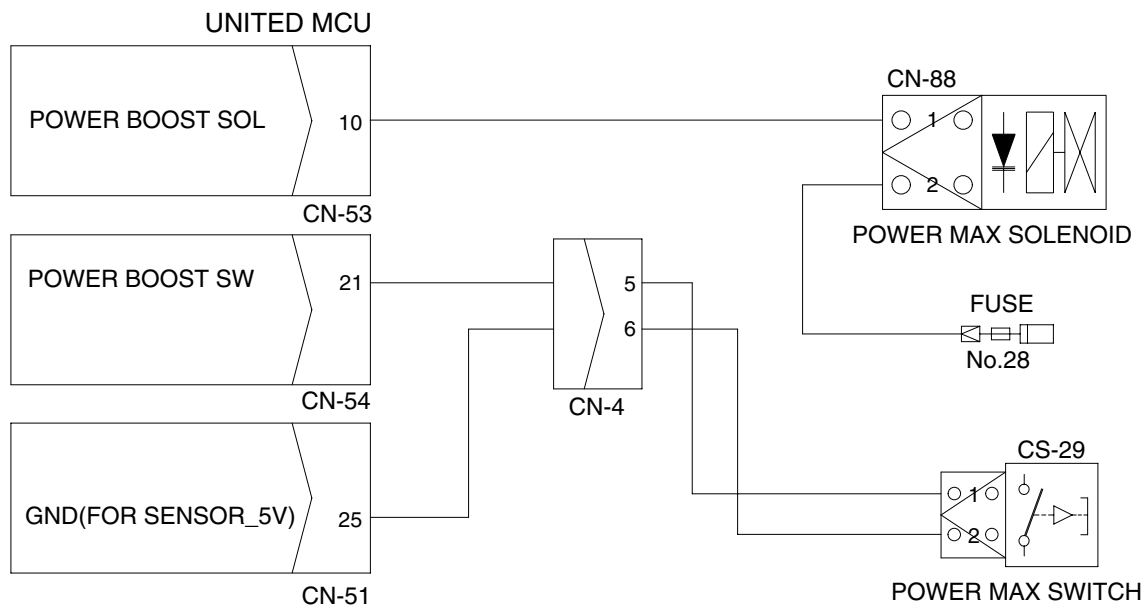 UNITED MCU
POWER BOOST SOL
10
CN-53
CN-88
1
2
POWER MAX SOLENOID
POWER BOOST SW
21
CN-54
5
6
CN-4
FUSE
No.28
GND(FOR SENSOR_5V)
25
CN-51
CS-29
1
2
POWER MAX SWITCH